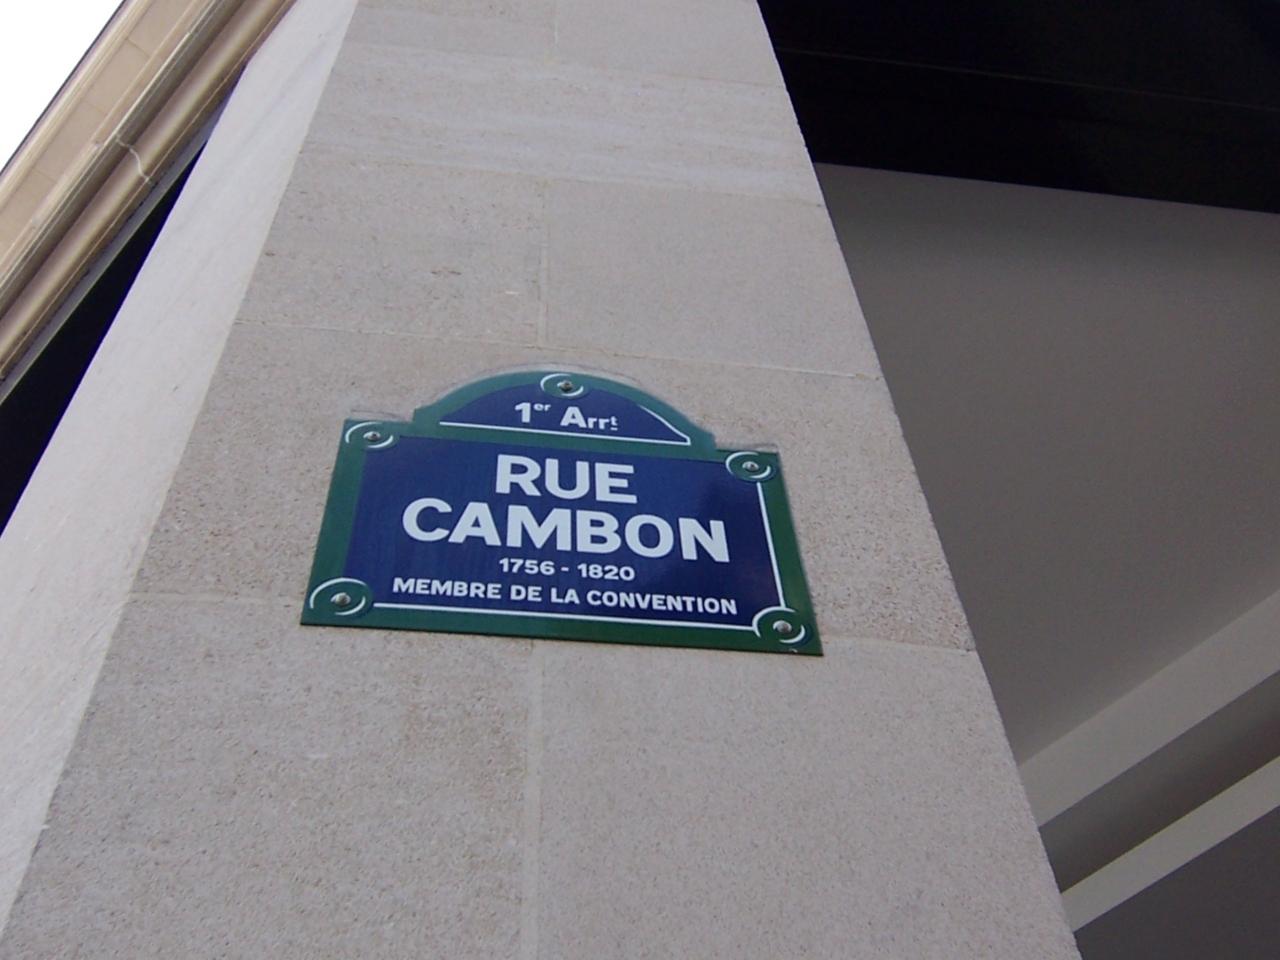 1er Arrt
RUE
CAMBON
1756 - 1820
MEMBRE DE LA CONVENTION